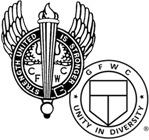 STRENGTH UNITED IS STRONGER
C F
F W C
G F W C
UNITY IN DIVERSITY
®